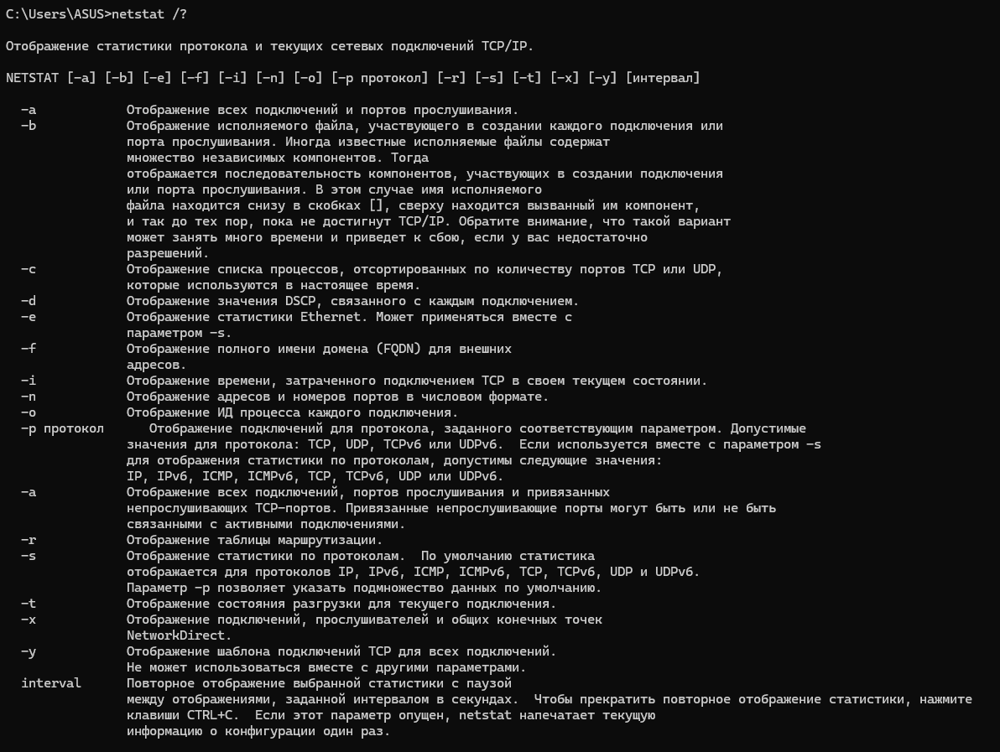 C:\Users\ASUS>netstat /?
Отображение статистики протокола и текущих сетевых подключений TCP/IP.
NETSTAT [-a] [-b] [-e] [-f] [-i] [-n] [-o] [-p протокол] [-r] [-s] [-t] [-x] [-y] [интервал]
-a Отображение всех подключений и портов прослушивания.
-b Отображение исполняемого файла, участвующего в создании каждого подключения или
порта прослушивания. Иногда известные исполняемые файлы содержат
множество независимых компонентов. Тогда
отображается последовательность компонентов, участвующих в создании подключения
или порта прослушивания. В этом случае имя исполняемого
файла находится снизу в скобках [], сверху находится вызванный им компонент,
и так до тех пор, пока не достигнут TCP/IP. Обратите внимание, что такой вариант
может занять много времени и приведет к сбою, если у вас недостаточно
разрешений.
-c Отображение списка процессов, отсортированных по количеству портов TCP или UDP,
которые используются в настоящее время.
-d Отображение значения DSCP, связанного с каждым подключением.
-e Отображение статистики Ethernet. Может применяться вместе с
параметром -s.
-f Отображение полного имени домена (FQDN) для внешних
адресов.
-i Отображение времени, затраченного подключением TCP в своем текущем состоянии.
-n Отображение адресов и номеров портов в числовом формате.
-o Отображение ИД процесса каждого подключения.
-p протокол Отображение подключений для протокола, заданного соответствующим параметром. Допустимые
значения для протокола: TCP, UDP, TCPv6 или UDPv6. Если используется вместе с параметром -s
для отображения статистики по протоколам, допустимы следующие значения:
IP, IPv6, ICMP, ICMPv6, TCP, TCPv6, UDP или UDPv6.
-a Отображение всех подключений, портов прослушивания и привязанных
непрослушивающих TCP-портов. Привязанные непрослушивающие порты могут быть или не быть
связанными с активными подключениями.
-r Отображение таблицы маршрутизации.
-s Отображение статистики по протоколам. По умолчанию статистика
отображается для протоколов IP, IPv6, ICMP, ICMPv6, TCP, TCPv6, UDP и UDPv6.
Параметр -p позволяет указать подмножество данных по умолчанию.
-t Отображение состояния разгрузки для текущего подключения.
-x Отображение подключений, прослушивателей и общих конечных точек
NetworkDirect.
-y Отображение шаблона подключений TCP для всех подключений.
Не может использоваться вместе с другими параметрами.
interval Повторное отображение выбранной статистики с паузой
между отображениями, заданной интервалом в секундах. Чтобы прекратить повторное отображение статистики, нажмите
клавиши CTRL+C. Если этот параметр опущен, netstat напечатает текущую
информацию о конфигурации один раз.